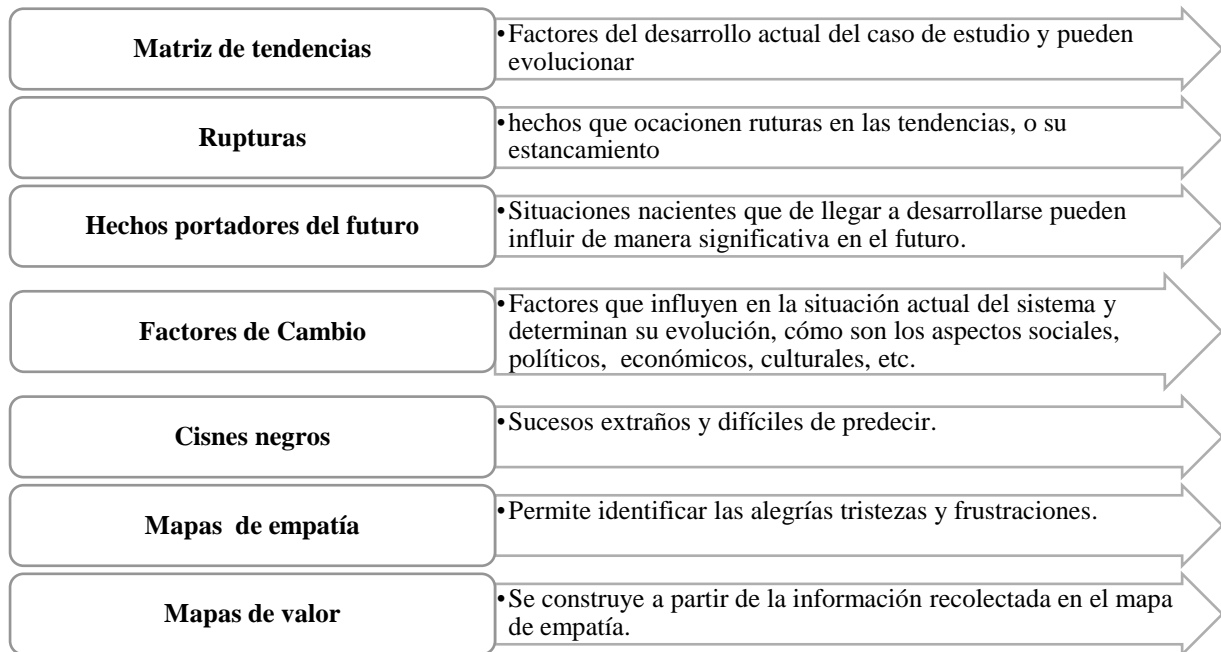 Matriz de tendencias
•Factores del desarrollo actual del caso de estudio y pueden
evolucionar
Rupturas
•hechos que ocacionen ruturas en las tendencias, o su
estancamiento
Hechos portadores del futuro
•Situaciones nacientes que de llegar a desarrollarse pueden
influir de manera significativa en el futuro.
Factores de Cambio
•Factores que influyen en la situación actual del sistema y
determinan su evolución, cómo son los aspectos sociales,
políticos, económicos, culturales, etc.
Cisnes negros
•Sucesos extraños y difíciles de predecir.
Mapas de empatía
•Permite identificar las alegrías tristezas y frustraciones.
Mapas de valor
•Se construye a partir de la información recolectada en el mapa
de empatía.